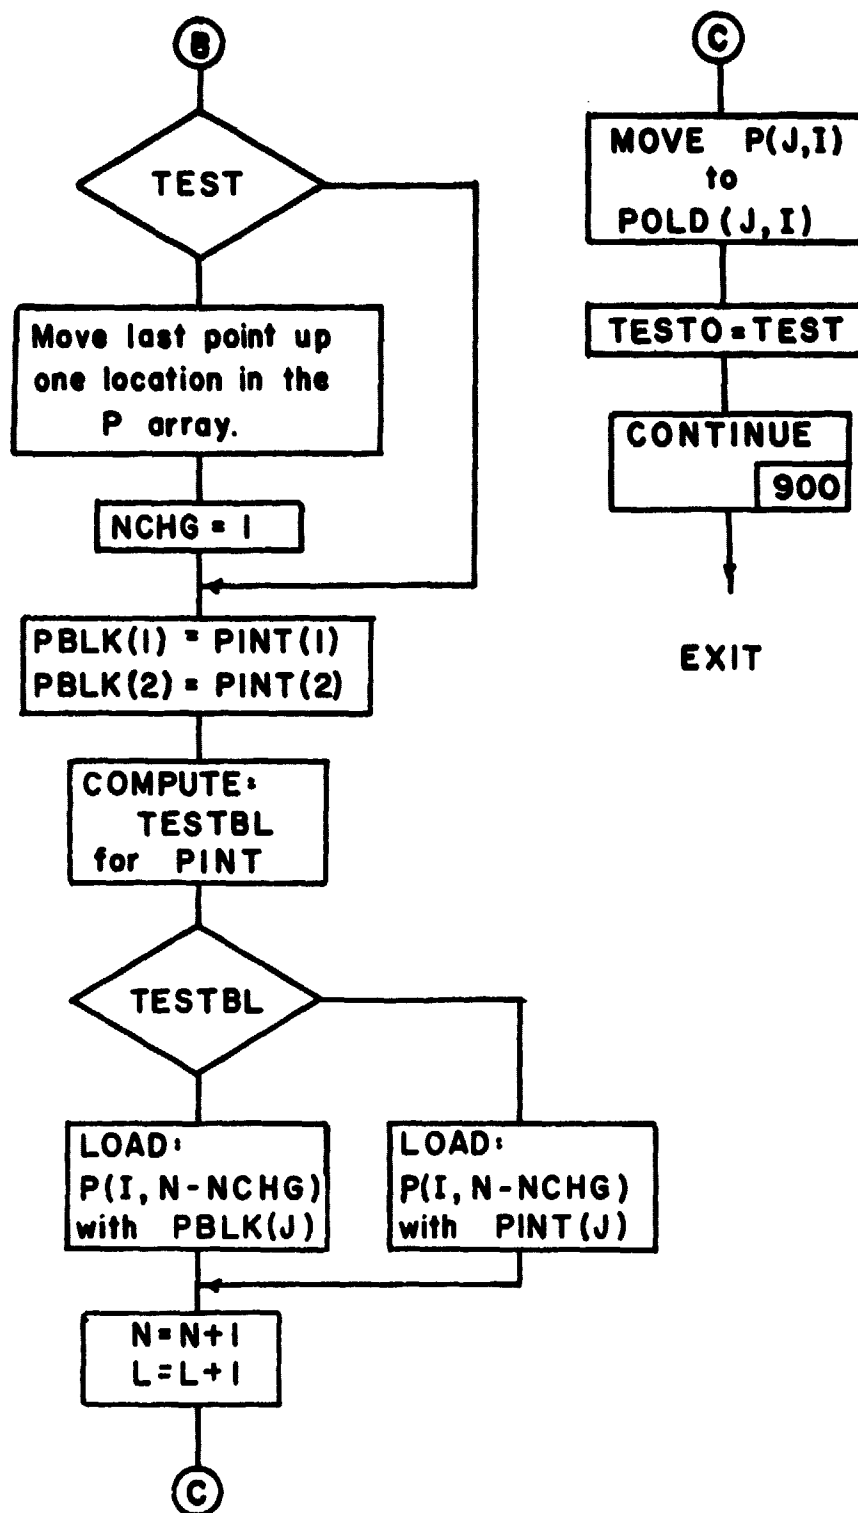 B
TEST
Move last point up
one location in the
P array.
NCHG = 1
PBLK(1) = PINT(1)
PBLK(2) = PINT(2)
COMPUTE:
TESTBL
for PINT
TESTBL
LOAD:
P(I, N-NCHG)
with PBLK(J)
LOAD:
P(I, N-NCHG)
with PINT(J)
N=N+1
L=L+1
C
C
MOVE P(J,I)
to
POLD(J,I)
TESTO=TEST
CONTINUE
900
EXIT